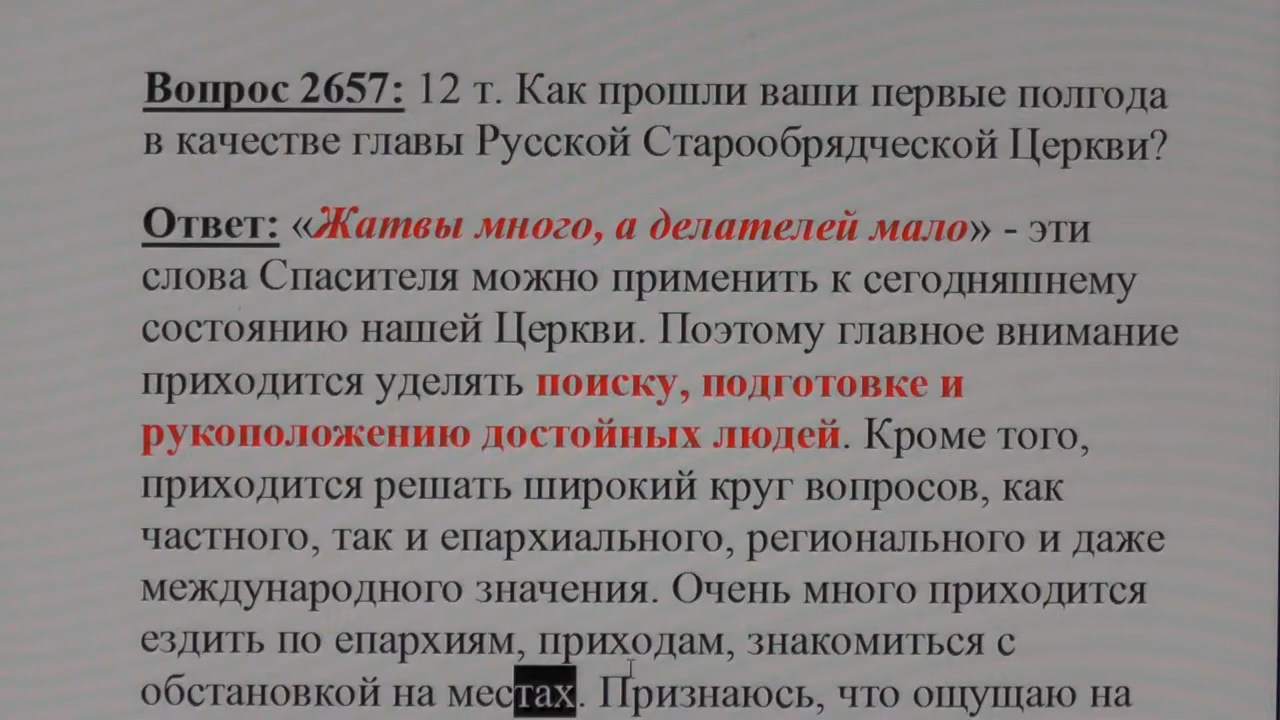 Вопрос 2657: 12 т. Как прошли ваши первые полгода
в качестве главы Русской Старообрядческой Церкви?
Ответ: «Жатвы много, а делателей мало» - эти
слова Спасителя можно применить к сегодняшнему
состоянию нашей Церкви. Поэтому главное внимание
приходится уделять поиску, подготовке и
рукоположению достойных людей. Кроме того,
приходится решать широкий круг вопросов, как
частного, так и епархиального, регионального и даже
международного значения. Очень много приходится
ездить по епархиям, приходам, знакомиться с
обстановкой на местах. Признаюсь, что ощущаю на